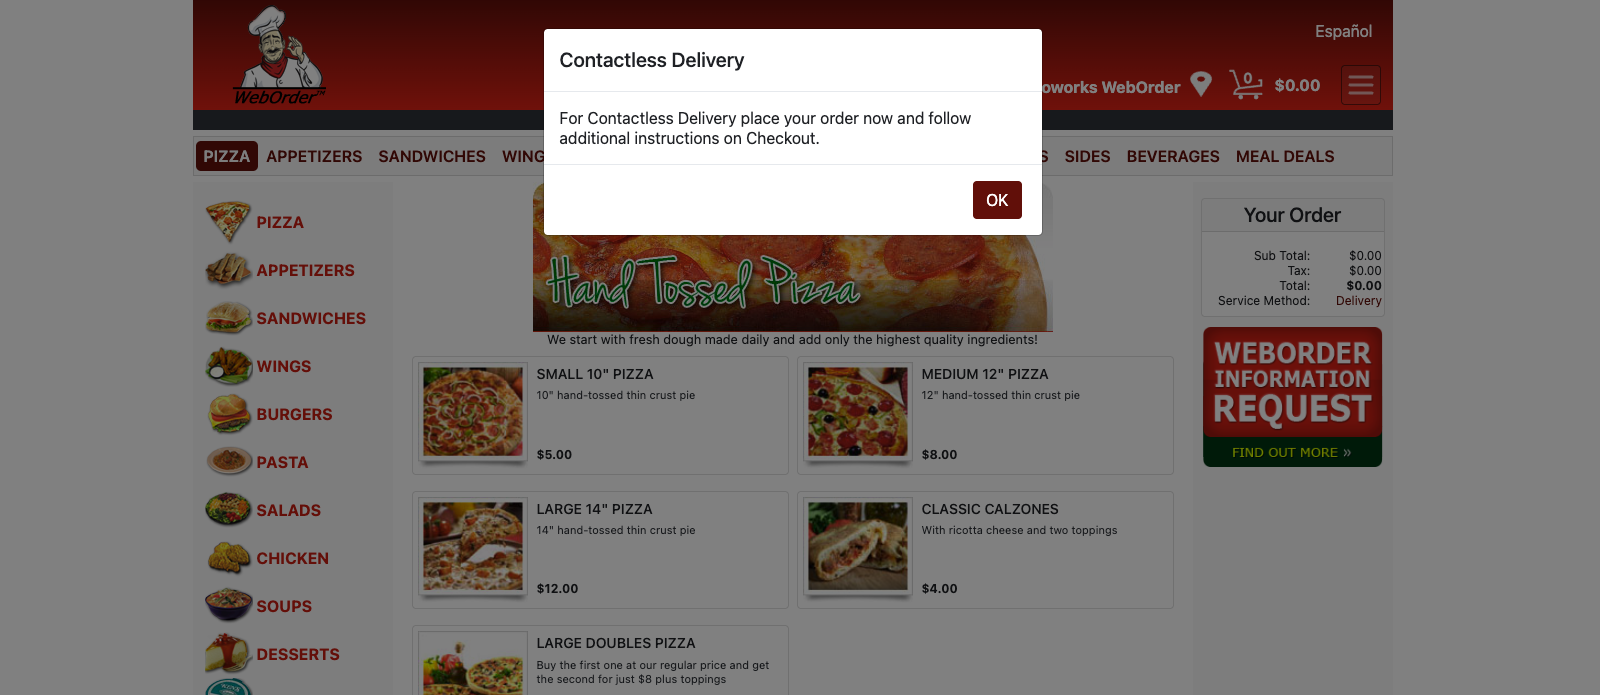 WebOrder™
Español
Contactless Delivery
For Contactless Delivery place your order now and follow
additional instructions on Checkout.
OK
oworks WebOrder
0
$0.00
PIZZA APPETIZERS SANDWICHES WING SIDES BEVERAGES MEAL DEALS
PIZZA
APPETIZERS
SANDWICHES
WINGS
BURGERS
PASTA
SALADS
CHICKEN
SOUPS
DESSERTS
Hand Tossed Pizza
We start with fresh dough made daily and add only the highest quality ingredients!
SMALL 10" PIZZA
10" hand-tossed thin crust pie
$5.00
MEDIUM 12" PIZZA
12" hand-tossed thin crust pie
$8.00
LARGE 14" PIZZA
14" hand-tossed thin crust pie
$12.00
CLASSIC CALZONES
With ricotta cheese and two toppings
$4.00
LARGE DOUBLES PIZZA
Buy the first one at our regular price and get
the second for just $8 plus toppings
Your Order
Sub Total: $0.00
Tax: $0.00
Total: $0.00
Service Method: Delivery
WEBORDER
INFORMATION
REQUEST
FIND OUT MORE »